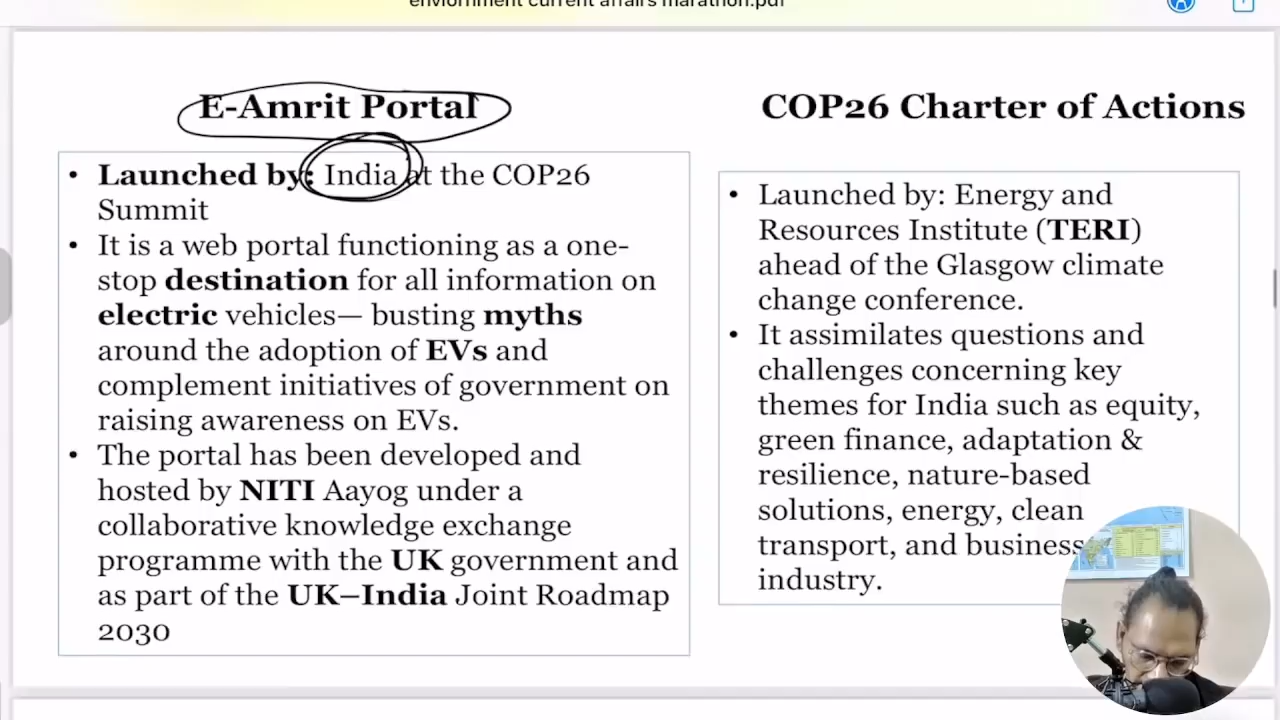 enviornment current affairs marathon.pdf
E-Amrit Portal
• Launched by: India at the COP26
Summit
• It is a web portal functioning as a one-
stop destination for all information on
electric vehicles— busting myths
around the adoption of EVs and
complement initiatives of government on
raising awareness on EVs.
• The portal has been developed and
hosted by NITI Aayog under a
collaborative knowledge exchange
programme with the UK government and
as part of the UK–India Joint Roadmap
2030
COP26 Charter of Actions
• Launched by: Energy and
Resources Institute (TERI)
ahead of the Glasgow climate
change conference.
• It assimilates questions and
challenges concerning key
themes for India such as equity,
green finance, adaptation &
resilience, nature-based
solutions, energy, clean
transport, and business
industry.